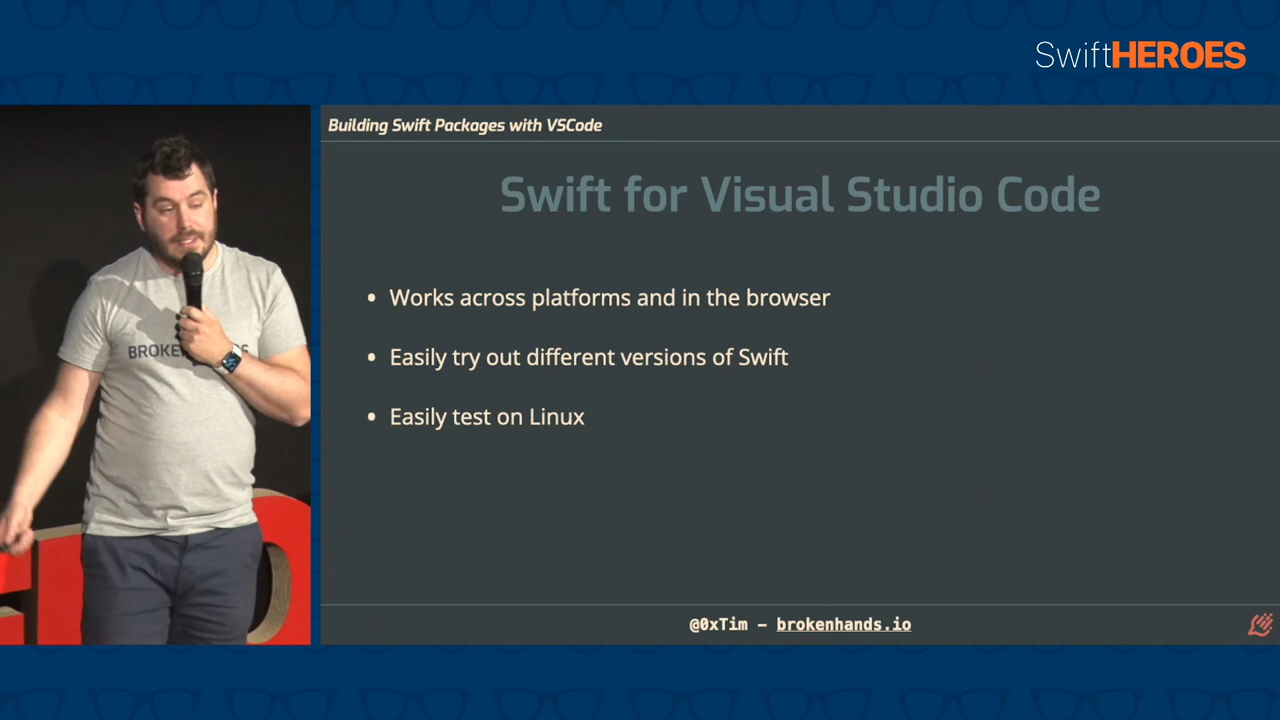 SwiftHEROES
Building Swift Packages with VSCode
Swift for Visual Studio Code
• Works across platforms and in the browser
• Easily try out different versions of Swift
• Easily test on Linux
@0xTim – brokenhands.io